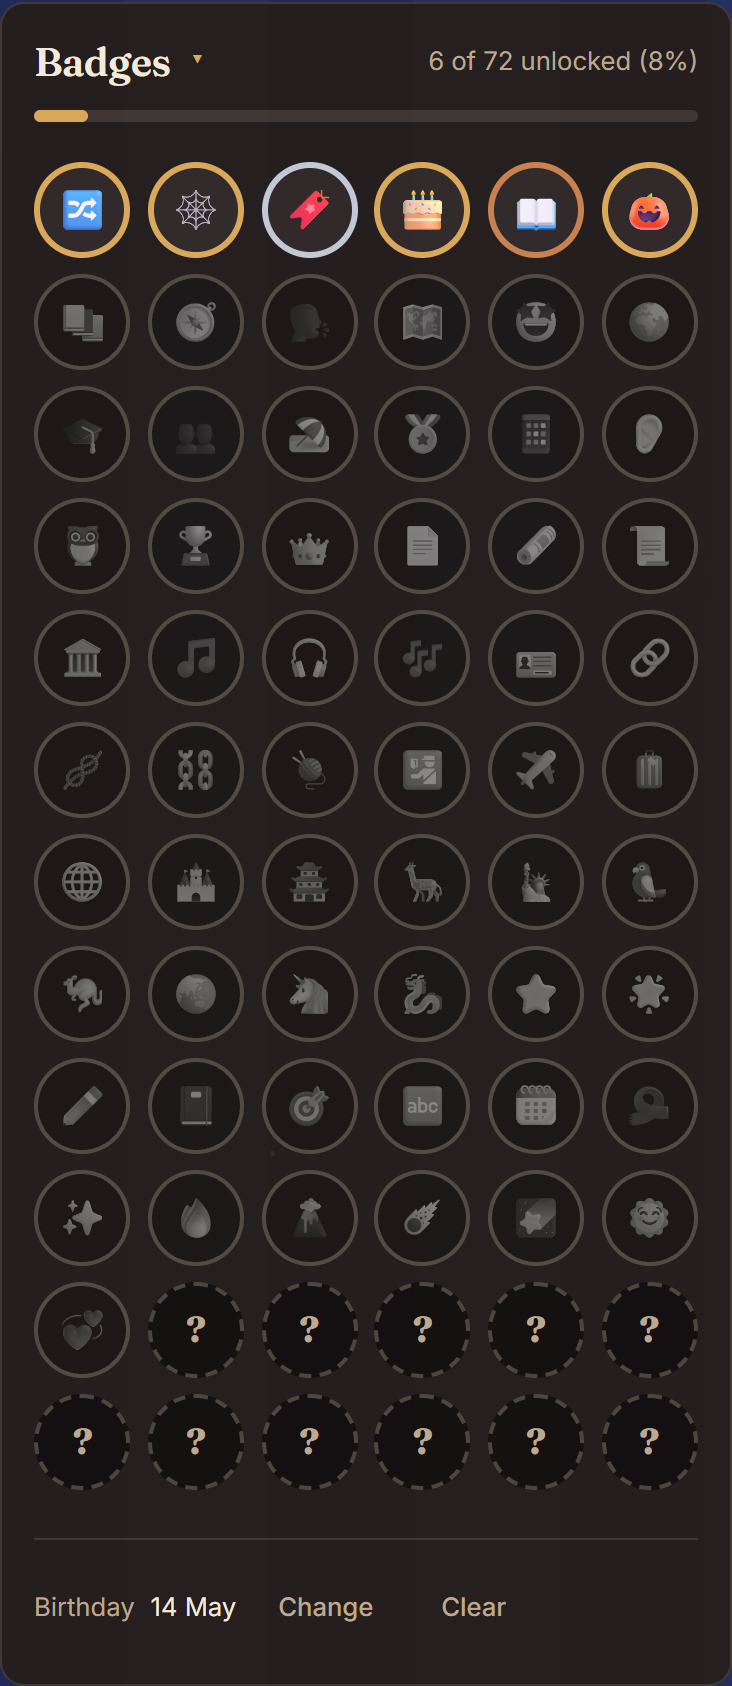 Badges ▼ 6 of 72 unlocked (8%)
abc
? ? ? ? ?
? ? ? ? ? ?
Birthday 14 May Change Clear